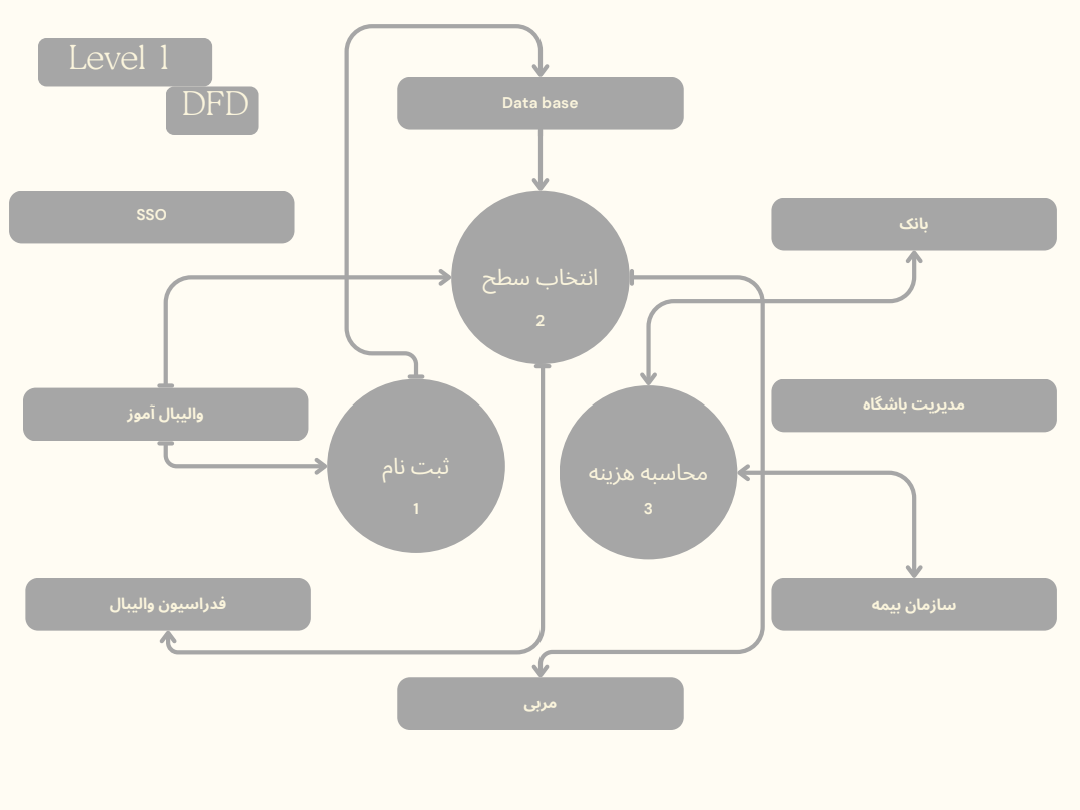 Level 1
DFD
Data base
SSO
بانک
انتخاب سطح
2
والیبال آموز
مدیریت باشگاه
ثبت نام
1
محاسبه هزینه
3
فدراسیون والیبال
سازمان بیمه
مربی